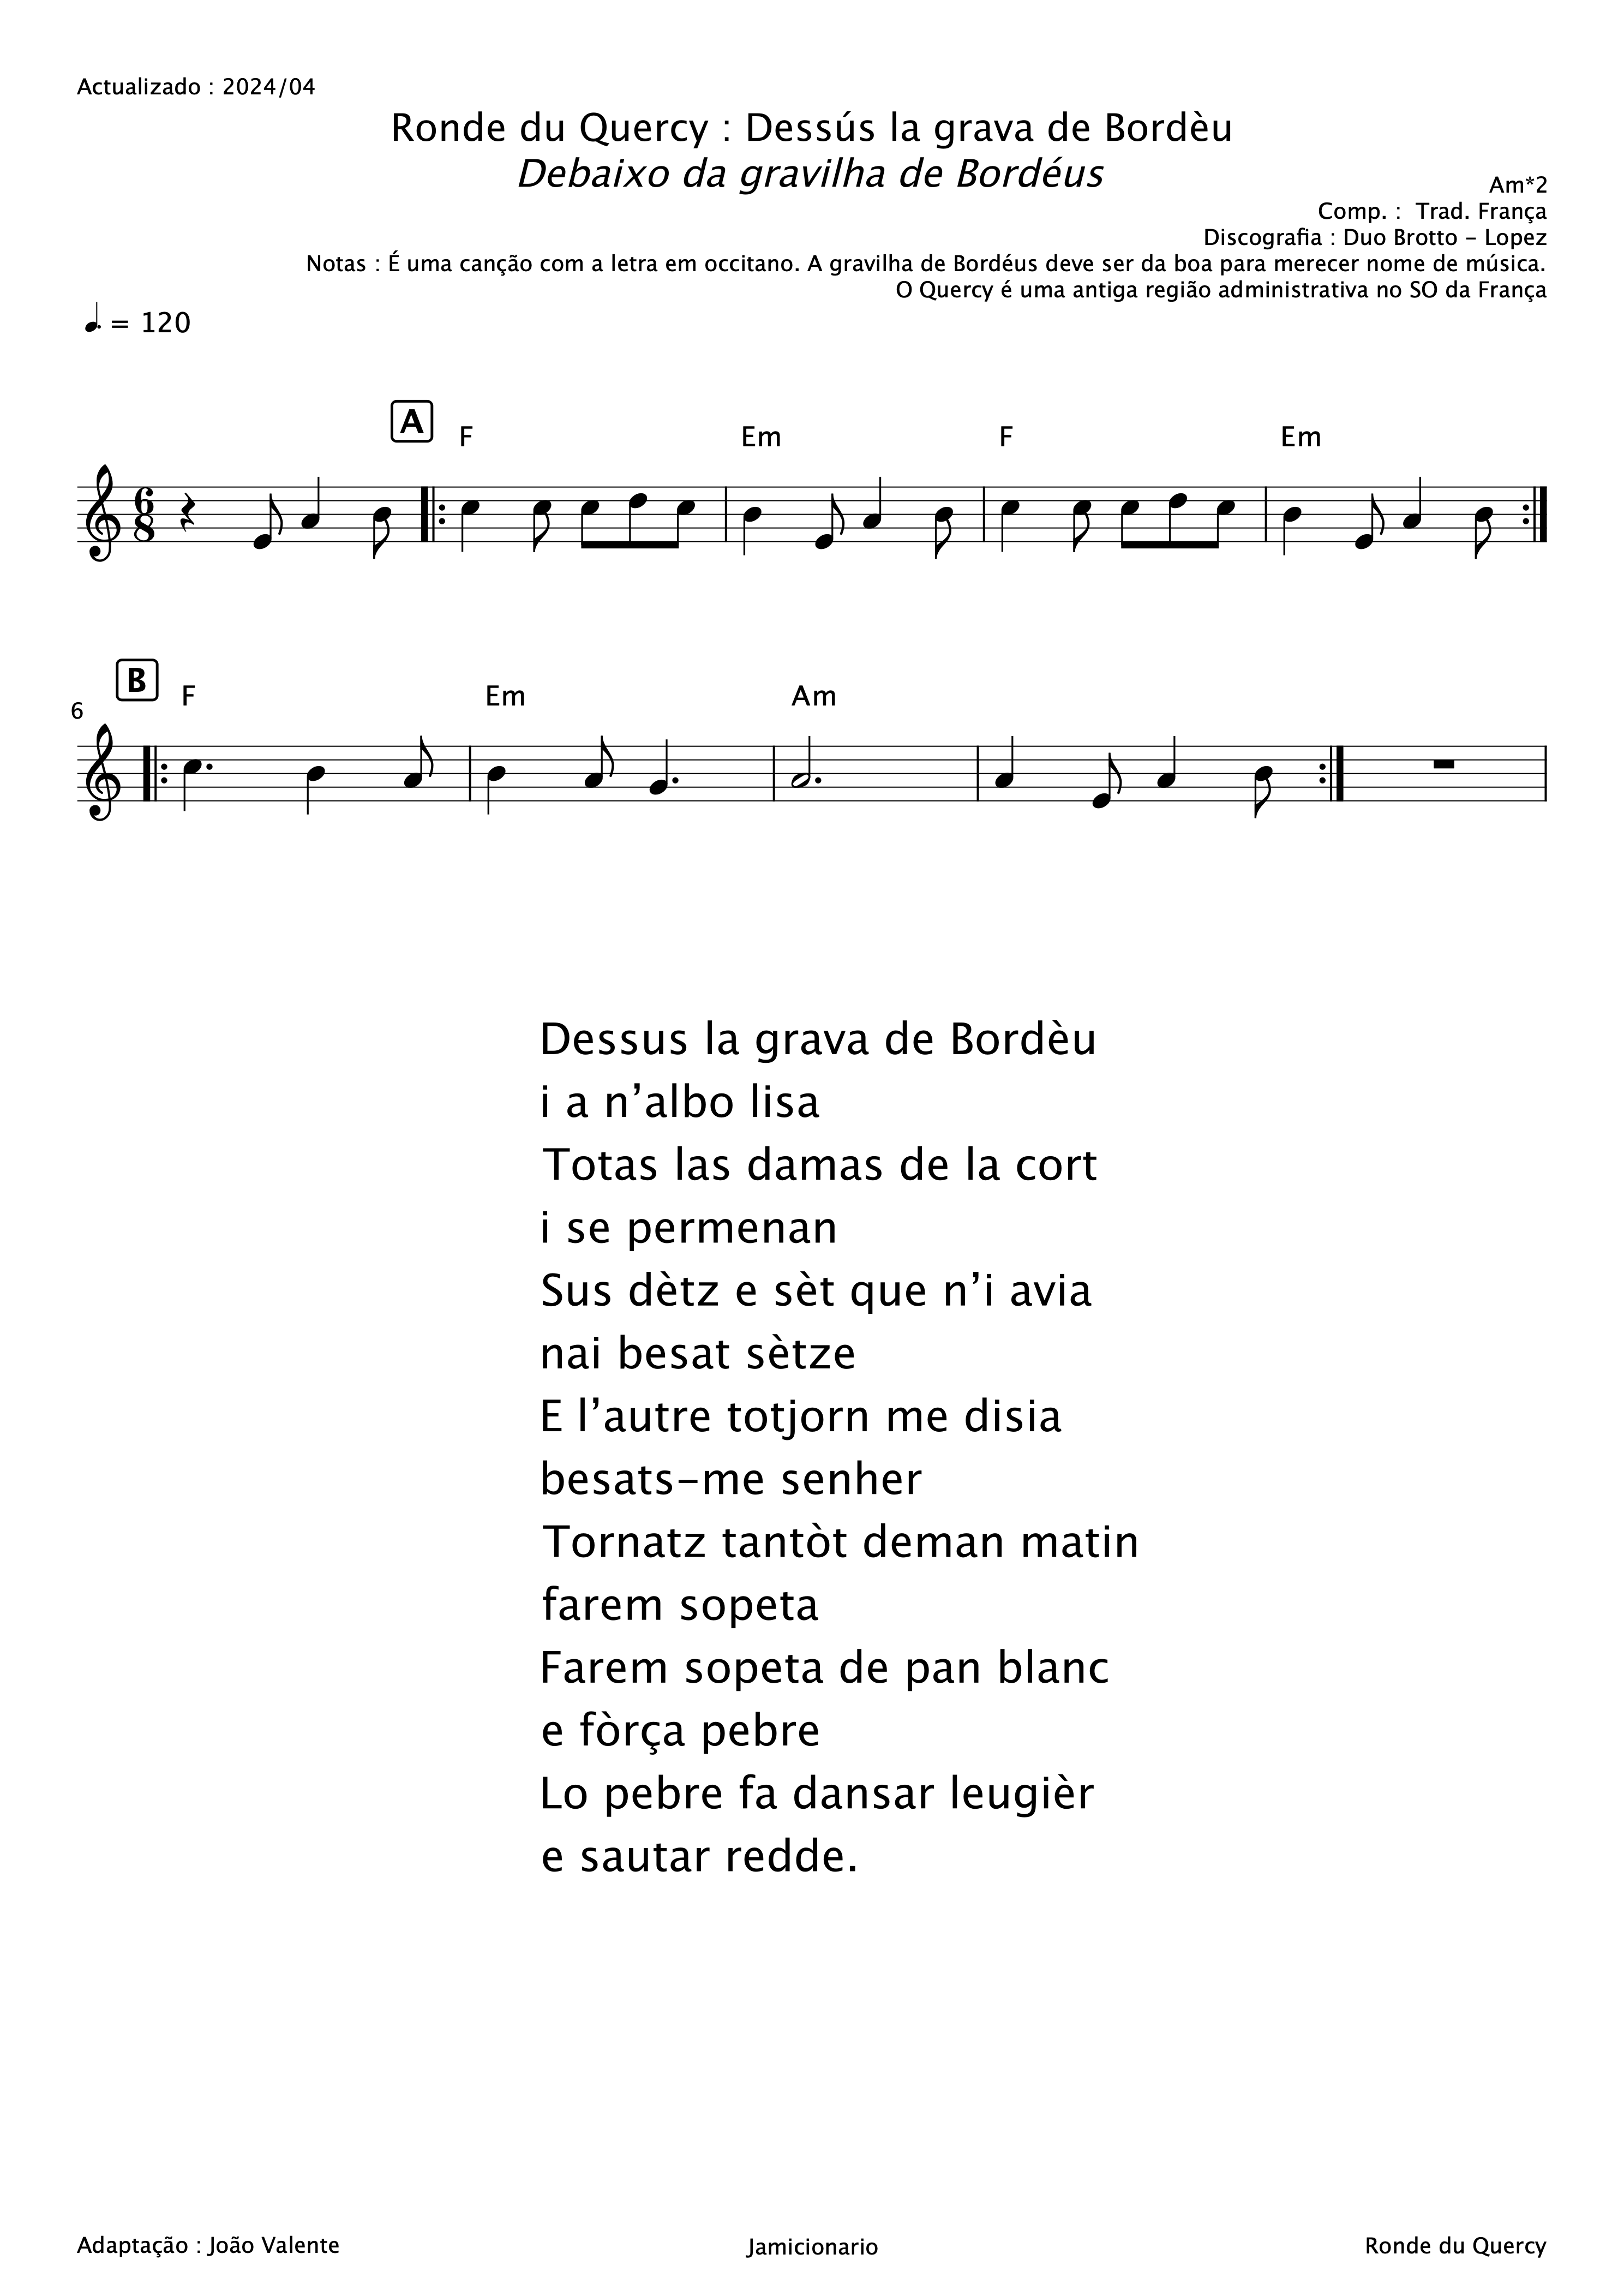 Actualizado : 2024/04
Ronde du Quercy : Dessús la grava de Bordèu
Debaixo da gravilha de Bordéus
Am*2
Comp. : Trad. França
Discografia : Duo Brotto - Lopez
Notas : É uma canção com a letra em occitano. A gravilha de Bordéus deve ser da boa para merecer nome de música.
O Quercy é uma antiga região administrativa no SO da França
= 120
A
F Em F Em
6 8
B
F Em Am
6
Dessus la grava de Bordèu
i a n’albo lisa
Totas las damas de la cort
i se permenan
Sus dètz e sèt que n’i avia
nai besat sètze
E l’autre totjorn me disia
besats-me senher
Tornatz tantòt deman matin
farem sopeta
Farem sopeta de pan blanc
e fòrça pebre
Lo pebre fa dansar leugièr
e sautar redde.
Adaptação : João Valente
Jamicionario
Ronde du Quercy